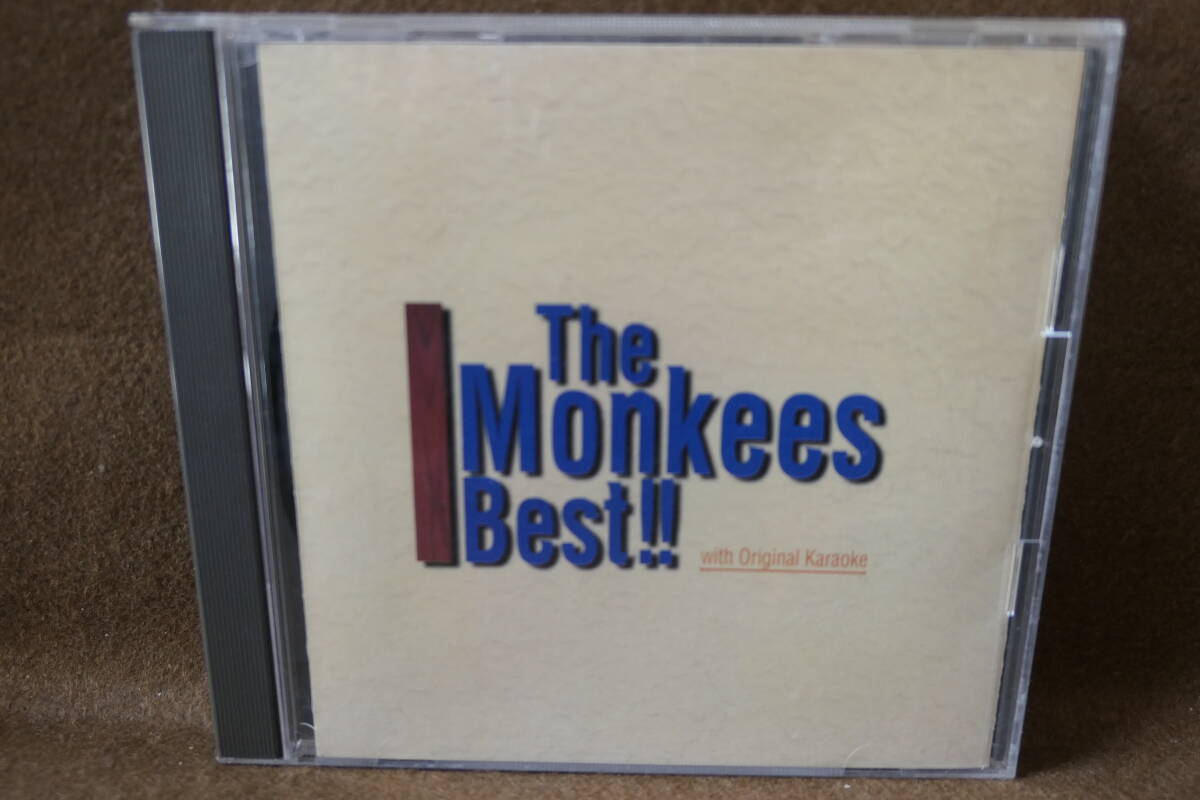 The
Monkees
Best!!
with Original Karaoke